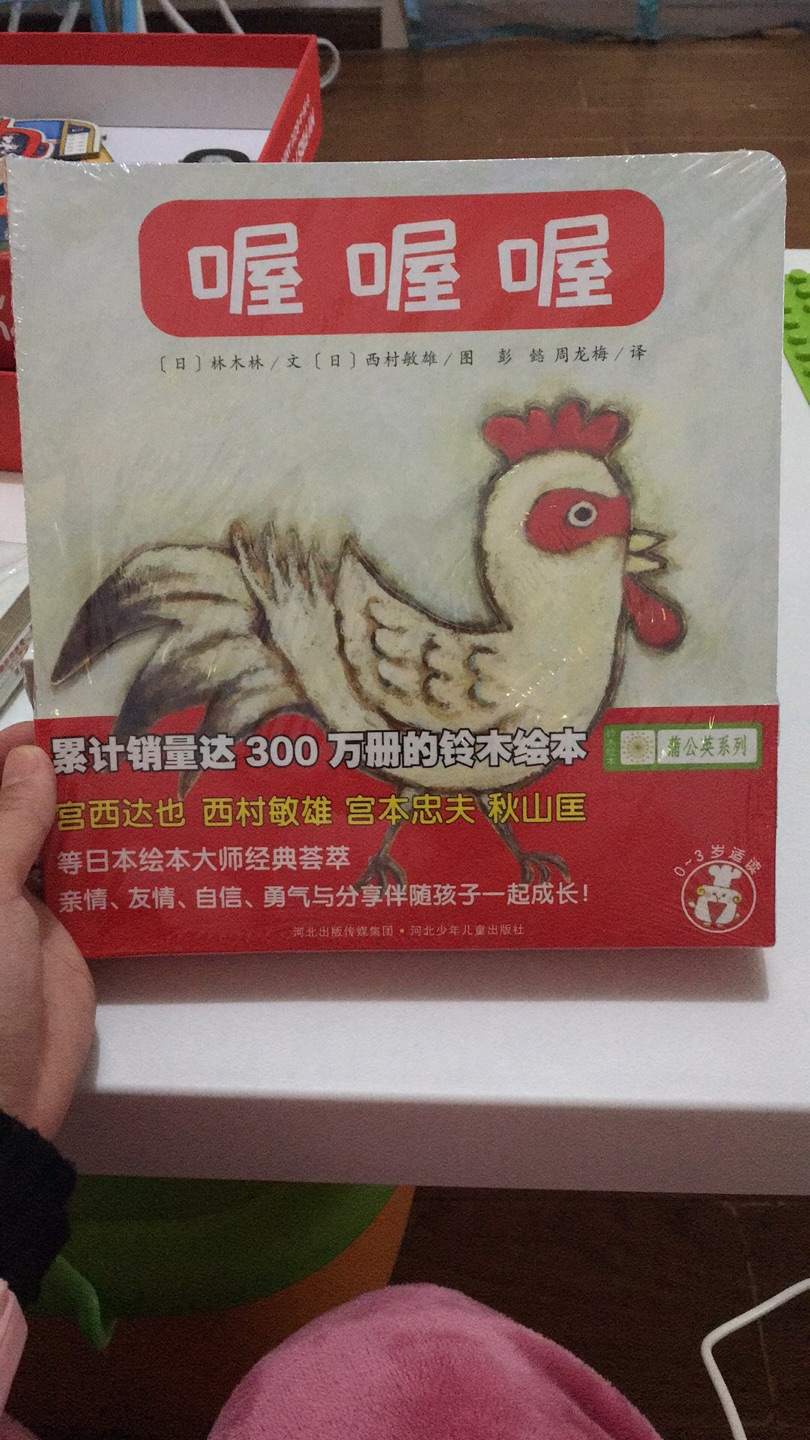 喔 喔 喔
〔日〕林木林／文〔日〕西村敏雄／图 彭 懿 周龙梅／译
累计销量达 300 万册的铃木绘本
蒲公英系列
宫西达也 西村敏雄 宫本忠夫 秋山匡
等日本绘本大师经典荟萃
亲情、友情、自信、勇气与分享伴随孩子一起成长！
0~3岁适读
河北出版传媒集团·河北少年儿童出版社